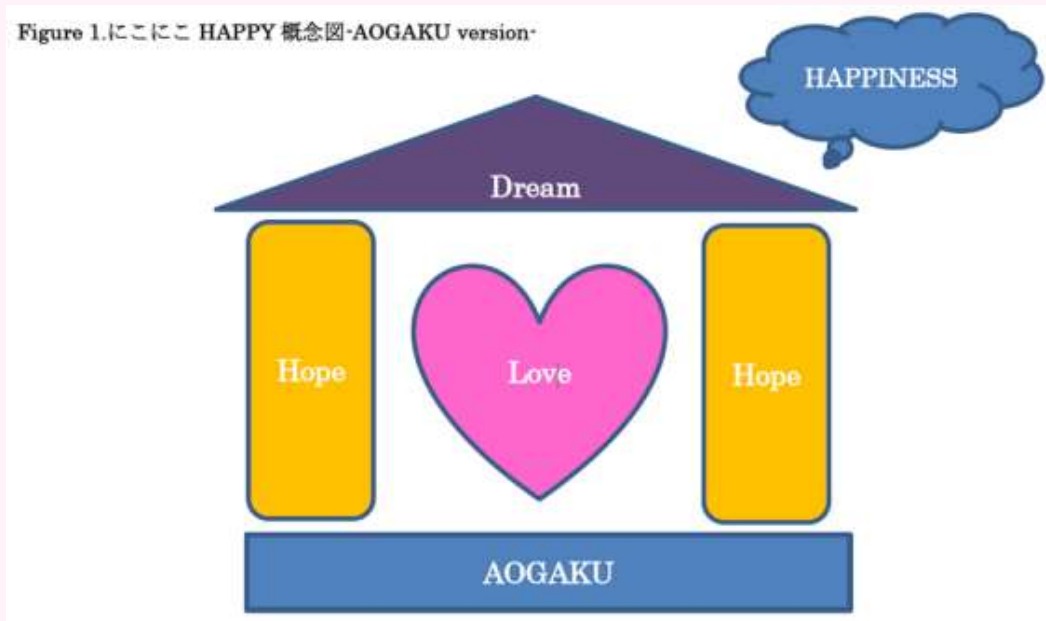 Figure 1.にこにこ HAPPY 概念図-AOGAKU version-
HAPPINESS
Dream
Hope
Love
Hope
AOGAKU